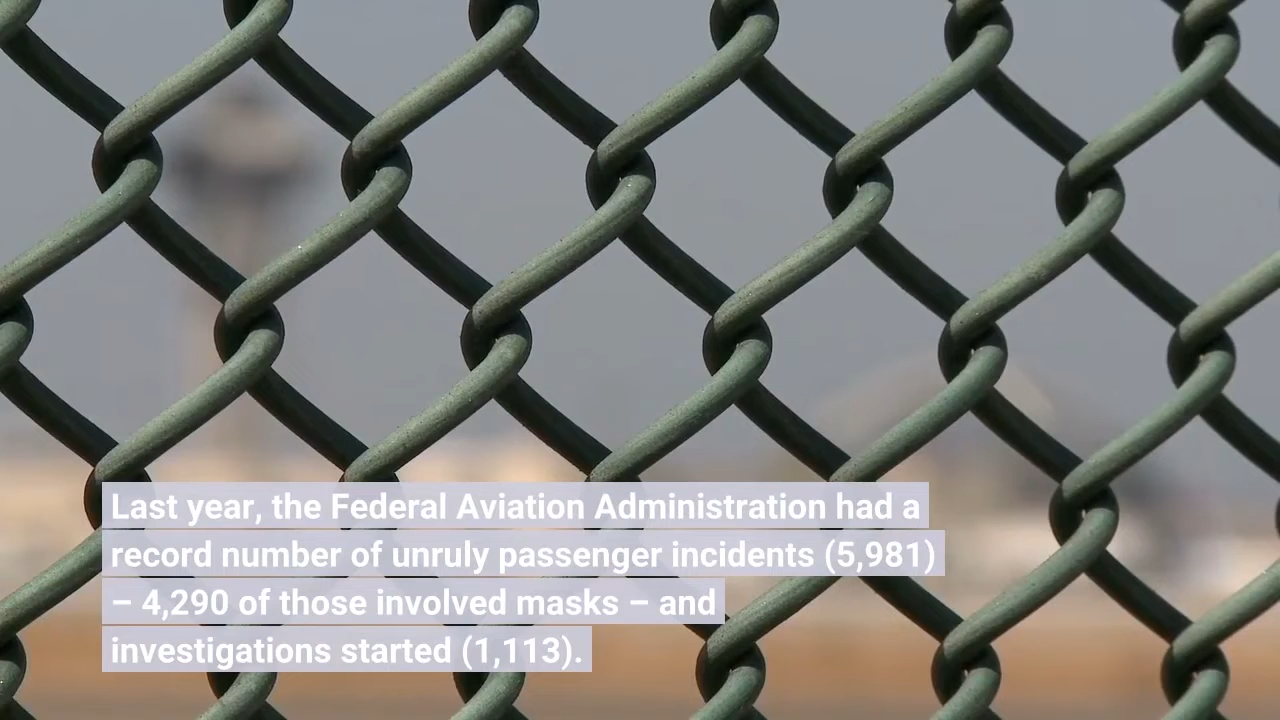 Last year, the Federal Aviation Administration had a
record number of unruly passenger incidents (5,981)
– 4,290 of those involved masks – and
investigations started (1,113).